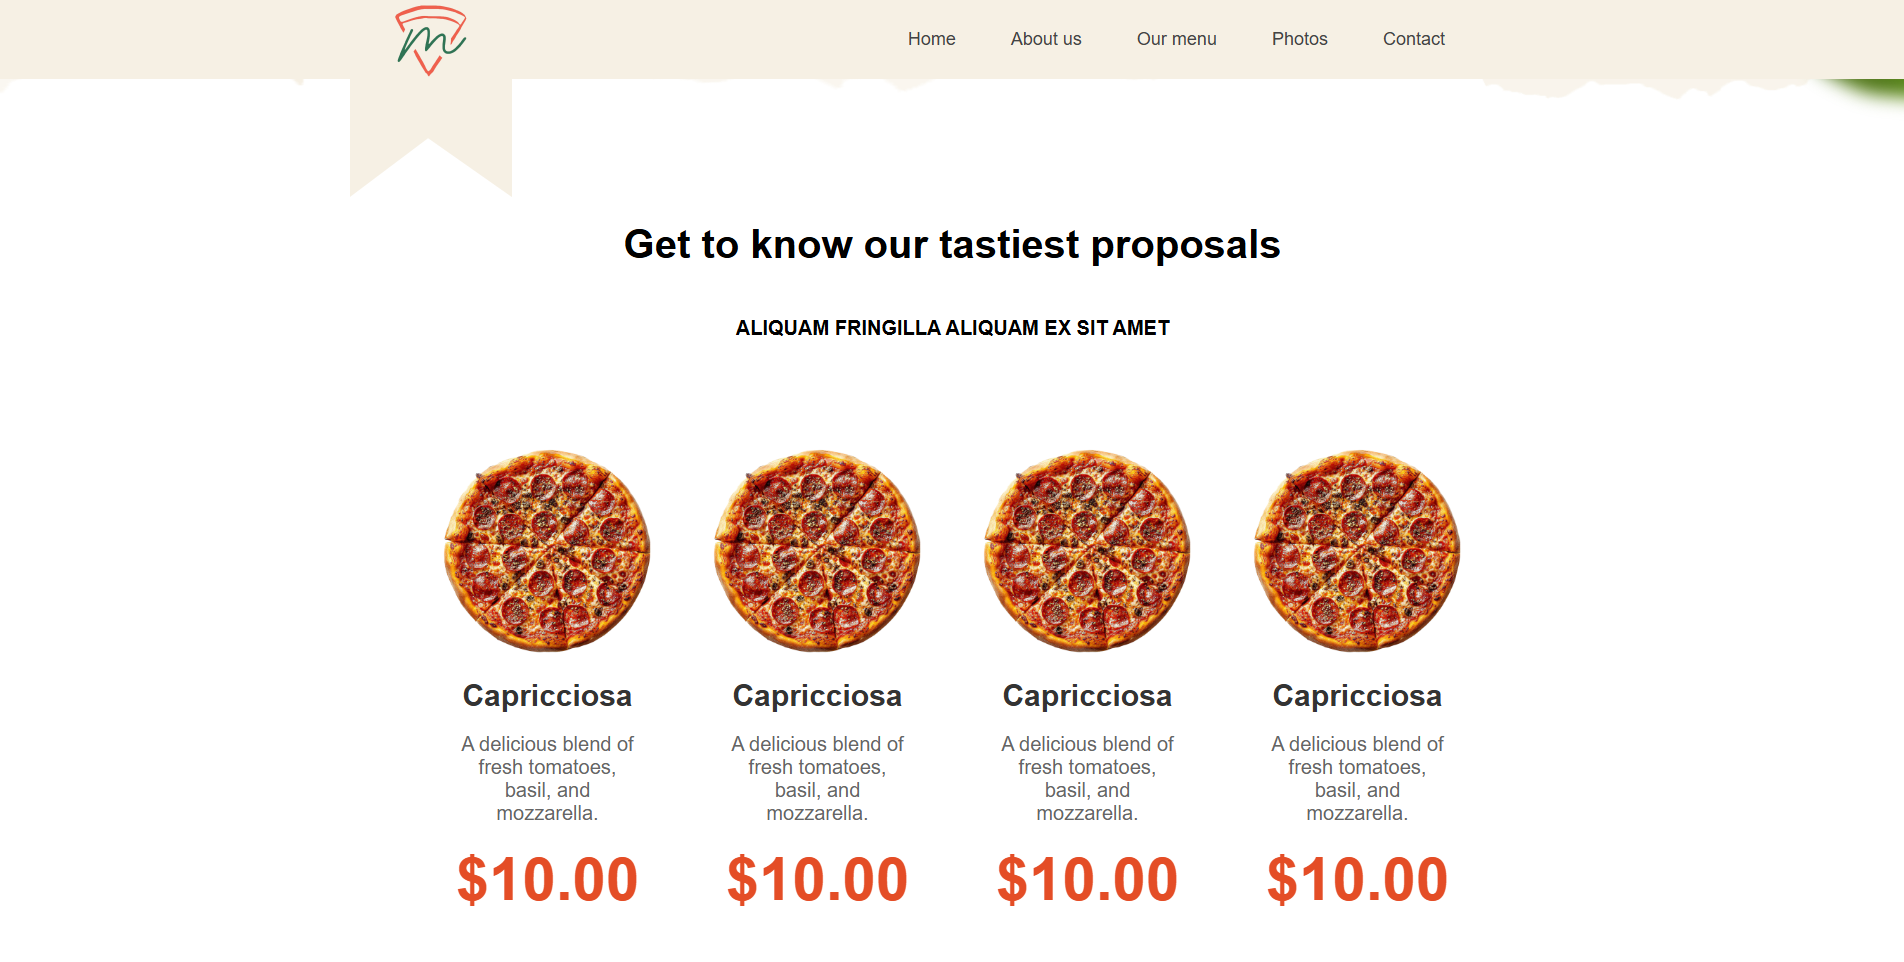 m
Home About us Our menu Photos Contact
Get to know our tastiest proposals
ALIQUAM FRINGILLA ALIQUAM EX SIT AMET
Capricciosa
A delicious blend of
fresh tomatoes,
basil, and
mozzarella.
$10.00
Capricciosa
A delicious blend of
fresh tomatoes,
basil, and
mozzarella.
$10.00
Capricciosa
A delicious blend of
fresh tomatoes,
basil, and
mozzarella.
$10.00
Capricciosa
A delicious blend of
fresh tomatoes,
basil, and
mozzarella.
$10.00